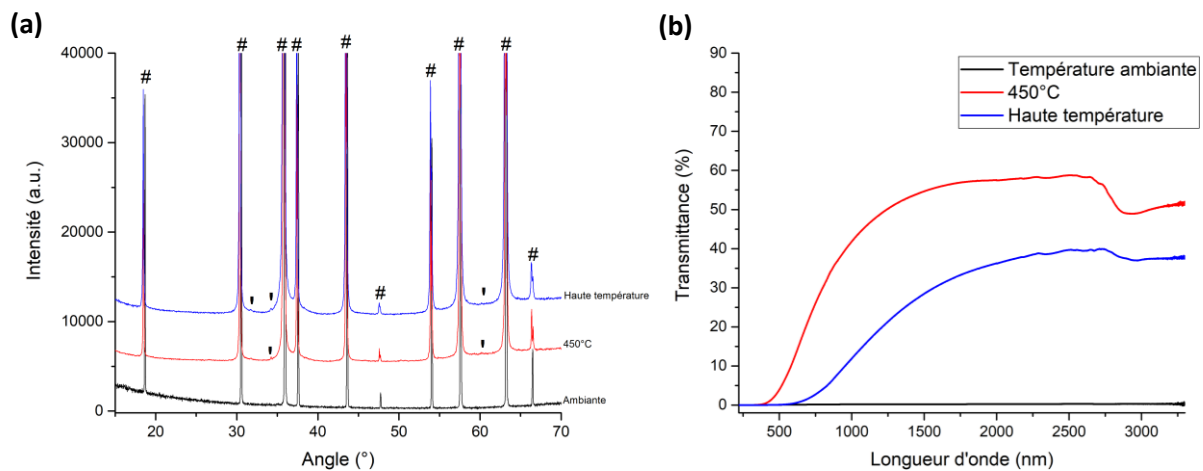 (a)
# # # # # # # # # #
40000
30000
20000
10000
0
Intensité (a.u.)
Haute température
450°C
Ambiante
20 30 40 50 60 70
Angle (°)
(b)
90
80
70
60
50
40
30
20
10
0
Transmittance (%)
Température ambiante
450°C
Haute température
500 1000 1500 2000 2500 3000
Longueur d'onde (nm)